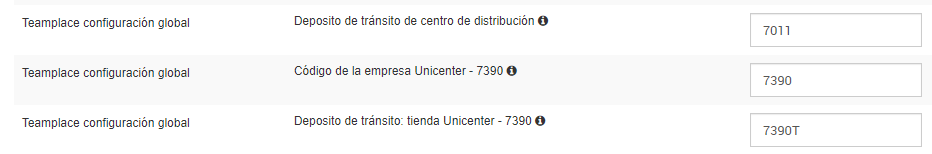 Teamplace configuración global Deposito de tránsito de centro de distribución 7011
Teamplace configuración global Código de la empresa Unicenter - 7390 7390
Teamplace configuración global Deposito de tránsito: tienda Unicenter - 7390 7390T